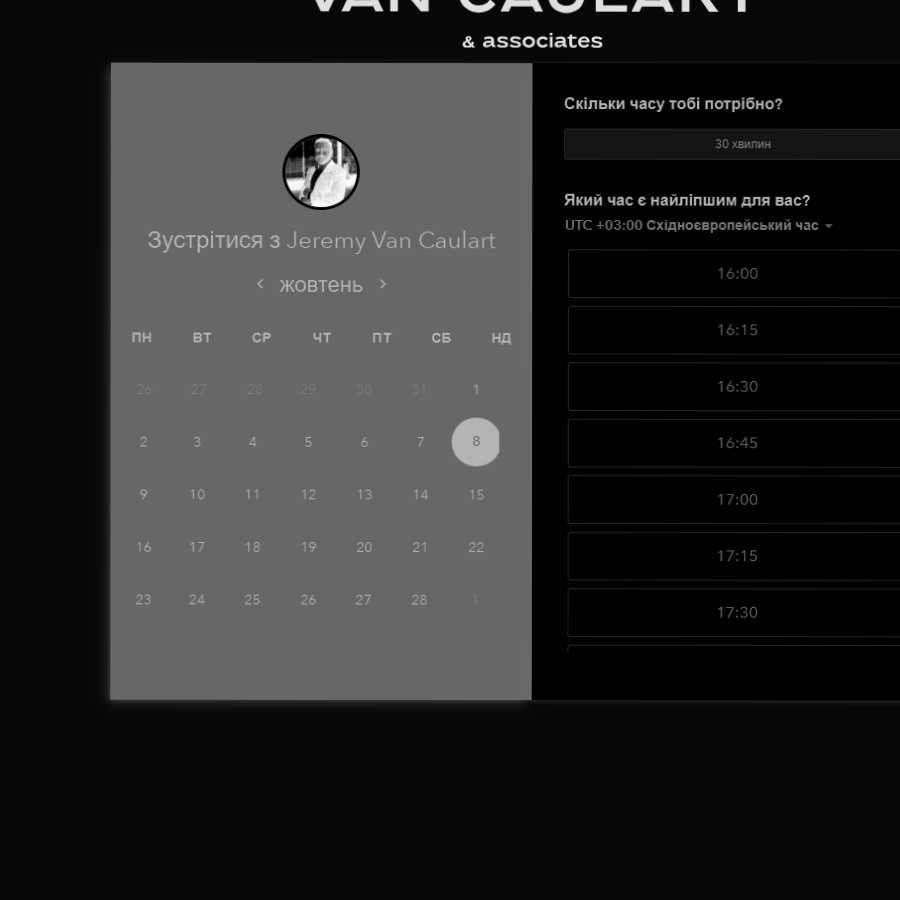 VAN CAULART
& associates
Зустрітися з Jeremy Van Caulart
жовтень
ПН ВТ СР ЧТ ПТ СБ НД
26 27 28 29 30 31 1
2 3 4 5 6 7 8
9 10 11 12 13 14 15
16 17 18 19 20 21 22
23 24 25 26 27 28 1
Скільки часу тобі потрібно?
30 хвилин
Який час є найліпшим для вас?
UTC +03:00 Східноєвропейський час
16:00
16:15
16:30
16:45
17:00
17:15
17:30